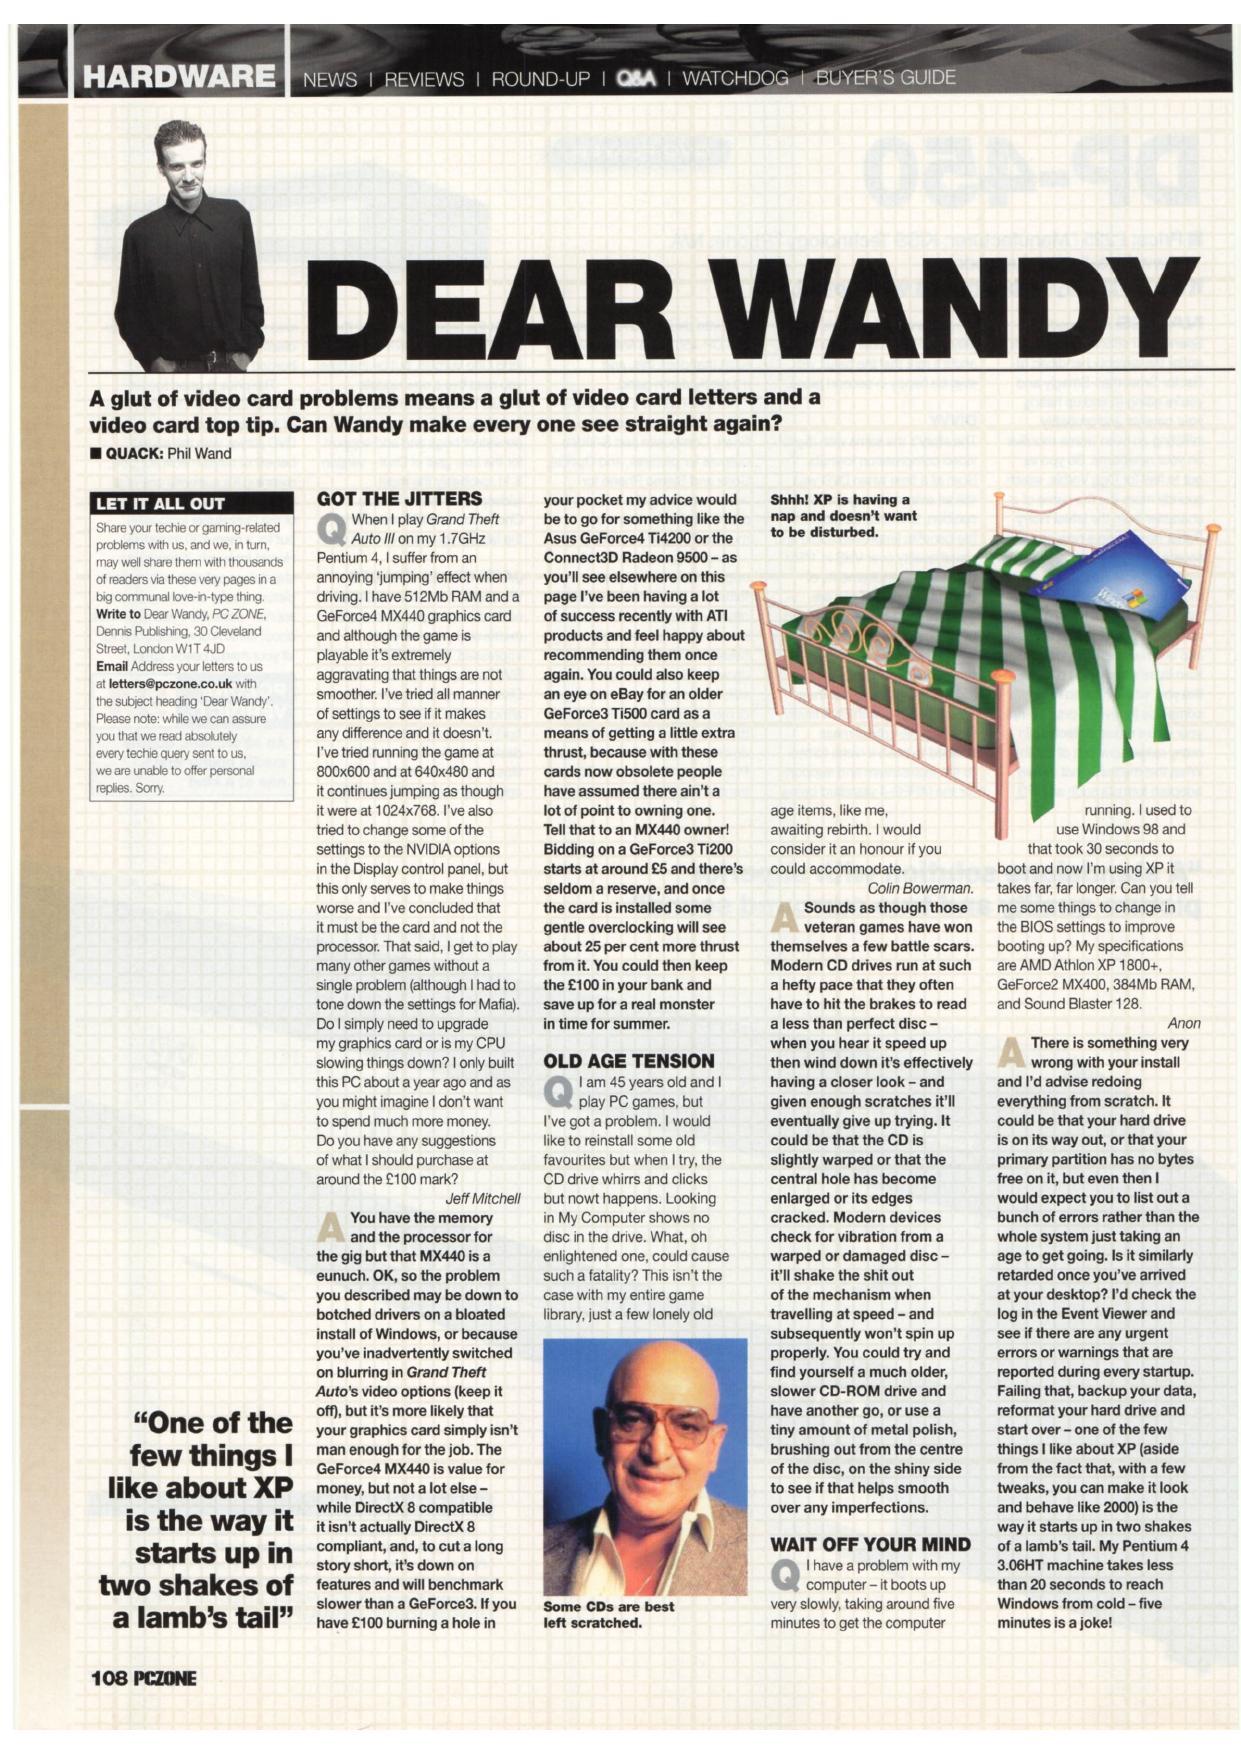 HARDWARE
NEWS | REVIEWS | ROUND-UP | Q&A | WATCHDOG | BUYER'S GUIDE
DEAR WANDY
A glut of video card problems means a glut of video card letters and a
video card top tip. Can Wandy make every one see straight again?
■ QUACK: Phil Wand
LET IT ALL OUT
Share your techie or gaming-related
problems with us, and we, in turn,
may well share them with thousands
of readers via these very pages in a
big communal love-in-type thing.
Write to Dear Wandy, PC ZONE,
Dennis Publishing, 30 Cleveland
Street, London W1T 4JD
Email Address your letters to us
at letters@pczone.co.uk with
the subject heading 'Dear Wandy'.
Please note: while we can assure
you that we read absolutely
every techie query sent to us,
we are unable to offer personal
replies. Sorry.
"One of the
few things I
like about XP
is the way it
starts up in
two shakes of
a lamb's tail"
GOT THE JITTERS
Q When I play Grand Theft
Auto III on my 1.7GHz
Pentium 4, I suffer from an
annoying 'jumping' effect when
driving. I have 512Mb RAM and a
GeForce4 MX440 graphics card
and although the game is
playable it's extremely
aggravating that things are not
smoother. I've tried all manner
of settings to see if it makes
any difference and it doesn't.
I've tried running the game at
800x600 and at 640x480 and
it continues jumping as though
it were at 1024x768. I've also
tried to change some of the
settings to the NVIDIA options
in the Display control panel, but
this only serves to make things
worse and I've concluded that
it must be the card and not the
processor. That said, I get to play
many other games without a
single problem (although I had to
tone down the settings for Mafia).
Do I simply need to upgrade
my graphics card or is my CPU
slowing things down? I only built
this PC about a year ago and as
you might imagine I don't want
to spend much more money.
Do you have any suggestions
of what I should purchase at
around the £100 mark?
Jeff Mitchell
A You have the memory
and the processor for
the gig but that MX440 is a
eunuch. OK, so the problem
you described may be down to
botched drivers on a bloated
install of Windows, or because
you've inadvertently switched
on blurring in Grand Theft
Auto's video options (keep it
off), but it's more likely that
your graphics card simply isn't
man enough for the job. The
GeForce4 MX440 is value for
money, but not a lot else –
while DirectX 8 compatible
it isn't actually DirectX 8
compliant, and, to cut a long
story short, it's down on
features and will benchmark
slower than a GeForce3. If you
have £100 burning a hole in
your pocket my advice would
be to go for something like the
Asus GeForce4 Ti4200 or the
Connect3D Radeon 9500 – as
you'll see elsewhere on this
page I've been having a lot
of success recently with ATI
products and feel happy about
recommending them once
again. You could also keep
an eye on eBay for an older
GeForce3 Ti500 card as a
means of getting a little extra
thrust, because with these
cards now obsolete people
have assumed there ain't a
lot of point to owning one.
Tell that to an MX440 owner!
Bidding on a GeForce3 Ti200
starts at around £5 and there's
seldom a reserve, and once
the card is installed some
gentle overclocking will see
about 25 per cent more thrust
from it. You could then keep
the £100 in your bank and
save up for a real monster
in time for summer.
OLD AGE TENSION
Q I am 45 years old and I
play PC games, but
I've got a problem. I would
like to reinstall some old
favourites but when I try, the
CD drive whirrs and clicks
but nowt happens. Looking
in My Computer shows no
disc in the drive. What, oh
enlightened one, could cause
such a fatality? This isn't the
case with my entire game
library, just a few lonely old
Some CDs are best
left scratched.
Shhh! XP is having a
nap and doesn't want
to be disturbed.
Windows
age items, like me,
awaiting rebirth. I would
consider it an honour if you
could accommodate.
Colin Bowerman.
A Sounds as though those
veteran games have won
themselves a few battle scars.
Modern CD drives run at such
a hefty pace that they often
have to hit the brakes to read
a less than perfect disc –
when you hear it speed up
then wind down it's effectively
having a closer look – and
given enough scratches it'll
eventually give up trying. It
could be that the CD is
slightly warped or that the
central hole has become
enlarged or its edges
cracked. Modern devices
check for vibration from a
warped or damaged disc –
it'll shake the shit out
of the mechanism when
travelling at speed – and
subsequently won't spin up
properly. You could try and
find yourself a much older,
slower CD-ROM drive and
have another go, or use a
tiny amount of metal polish,
brushing out from the centre
of the disc, on the shiny side
to see if that helps smooth
over any imperfections.
WAIT OFF YOUR MIND
Q I have a problem with my
computer – it boots up
very slowly, taking around five
minutes to get the computer
running. I used to
use Windows 98 and
that took 30 seconds to
boot and now I'm using XP it
takes far, far longer. Can you tell
me some things to change in
the BIOS settings to improve
booting up? My specifications
are AMD Athlon XP 1800+,
GeForce2 MX400, 384Mb RAM,
and Sound Blaster 128.
Anon
A There is something very
wrong with your install
and I'd advise redoing
everything from scratch. It
could be that your hard drive
is on its way out, or that your
primary partition has no bytes
free on it, but even then I
would expect you to list out a
bunch of errors rather than the
whole system just taking an
age to get going. Is it similarly
retarded once you've arrived
at your desktop? I'd check the
log in the Event Viewer and
see if there are any urgent
errors or warnings that are
reported during every startup.
Failing that, backup your data,
reformat your hard drive and
start over – one of the few
things I like about XP (aside
from the fact that, with a few
tweaks, you can make it look
and behave like 2000) is the
way it starts up in two shakes
of a lamb's tail. My Pentium 4
3.06HT machine takes less
than 20 seconds to reach
Windows from cold – five
minutes is a joke!
108 PCZONE